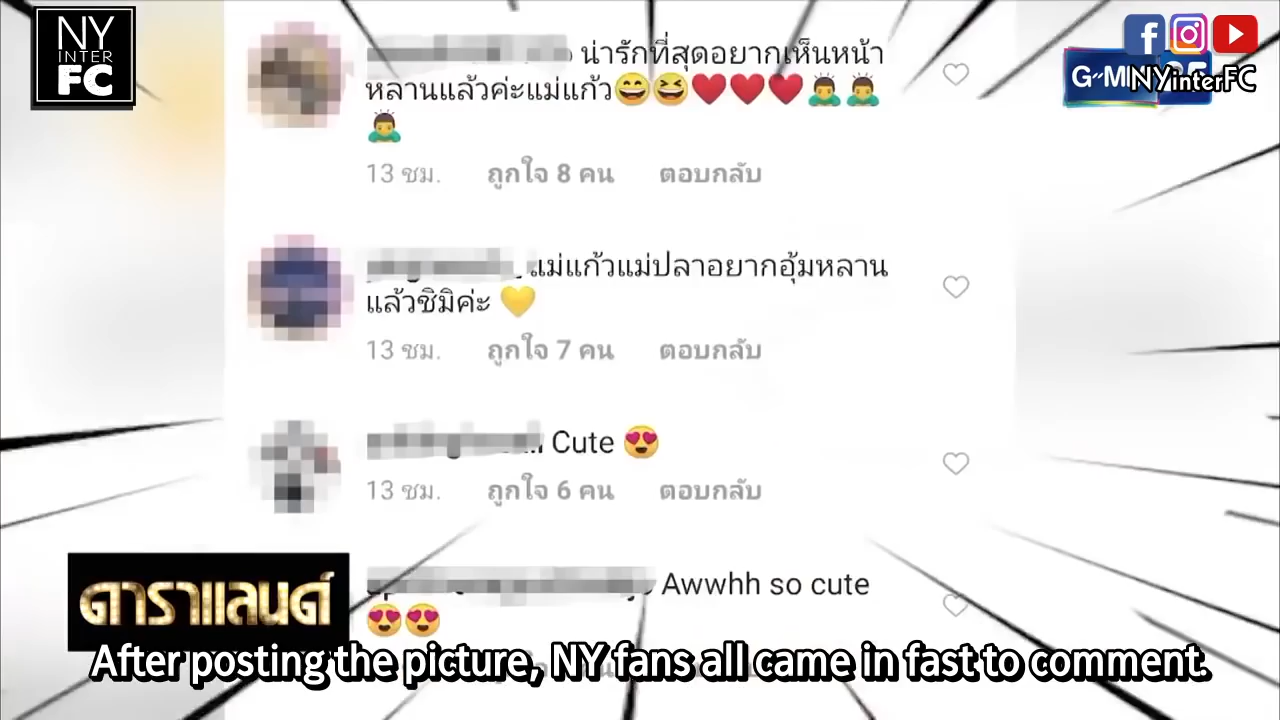 NY
INTER
FC
NYinterFC
น่ารักที่สุดอยากเห็นหน้า
หลานแล้วค่ะแม่แก้ว😄😆❤️❤️❤️🙇‍♂️🙇‍♂️
🙇‍♂️
13 ชม. ถูกใจ 8 คน ตอบกลับ
แม่แก้วแม่ปลาอยากอุ้มหลาน
แล้วชิมิค่ะ 💛
13 ชม. ถูกใจ 7 คน ตอบกลับ
Cute 😍
13 ชม. ถูกใจ 6 คน ตอบกลับ
Awwhh so cute
😍😍
ดาราแลนด์
After posting the picture, NY fans all came in fast to comment.